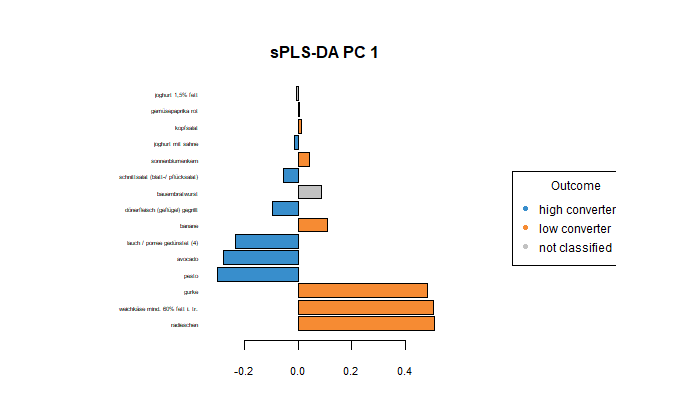 sPLS-DA PC 1
joghurt 1,5% fett
gemüsepaprika rot
kopfsalat
joghurt mit sahne
sonnenblumenkern
schnittsalat (blatt-/ pflücksalat)
bauernbratwurst
dönerfleisch (geflügel) gegrillt
banane
lauch / porree gedünstet (4)
avocado
pesto
gurke
weichkäse mind. 60% fett i. tr.
radieschen
-0.2 0.0 0.2 0.4
Outcome
high converter
low converter
not classified